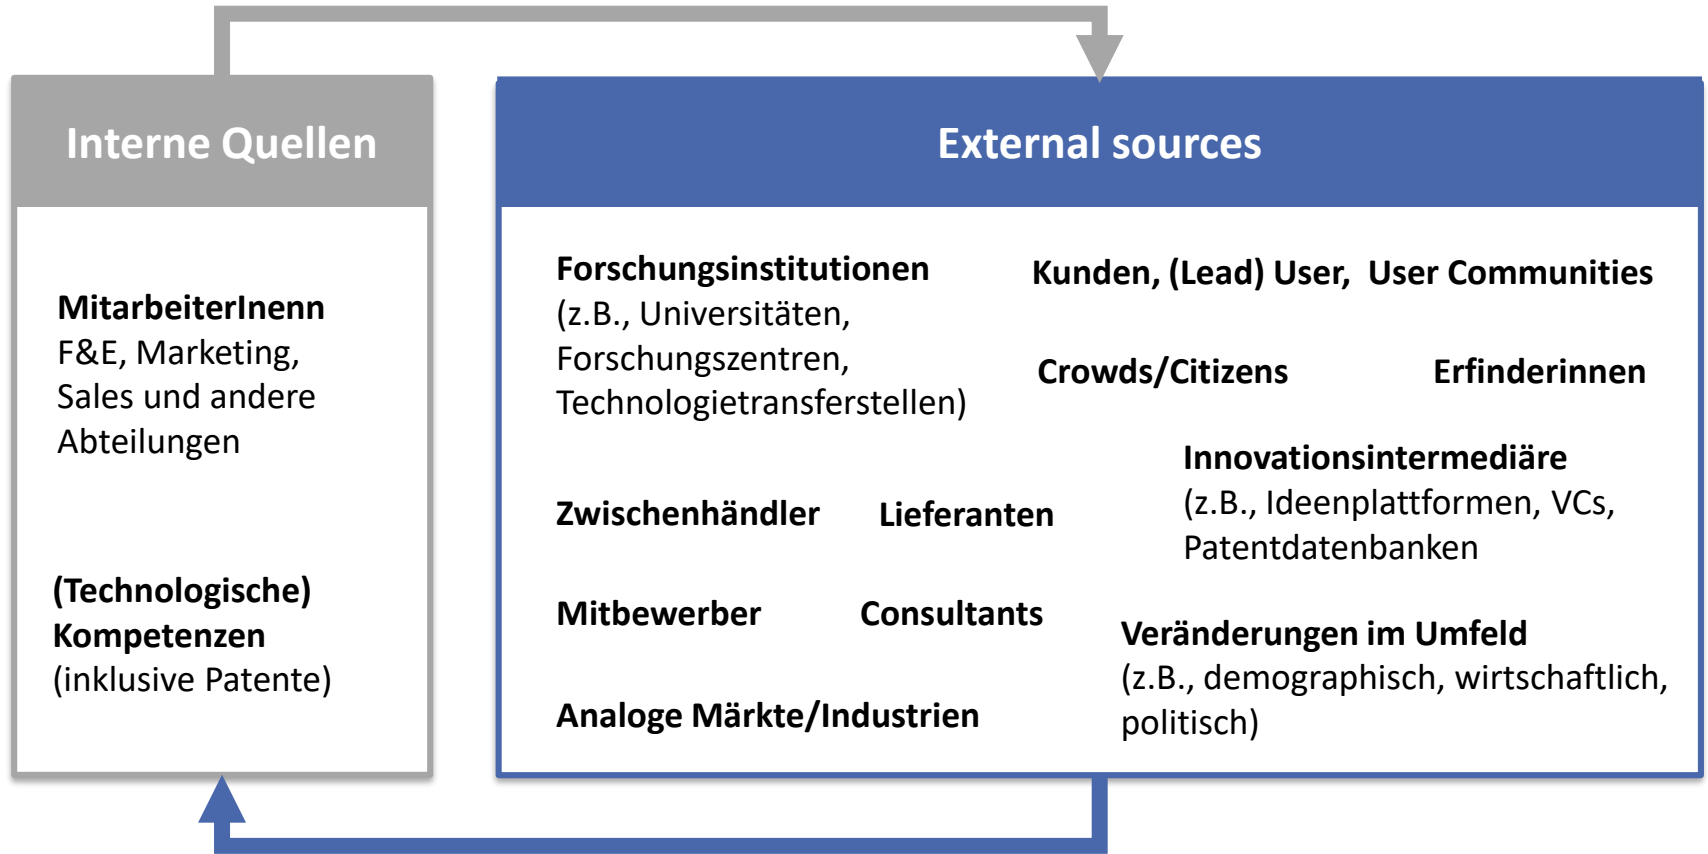 Interne Quellen
MitarbeiterInenn
F&E, Marketing,
Sales und andere
Abteilungen
(Technologische)
Kompetenzen
(inklusive Patente)
External sources
Forschungsinstitutionen
(z.B., Universitäten,
Forschungszentren,
Technologietransferstellen)
Kunden, (Lead) User,  User Communities
Crowds/Citizens
Erfinderinnen
Innovationsintermediäre
(z.B., Ideenplattformen, VCs,
Patentdatenbanken
Zwischenhändler
Lieferanten
Mitbewerber
Consultants
Veränderungen im Umfeld
(z.B., demographisch, wirtschaftlich,
politisch)
Analoge Märkte/Industrien